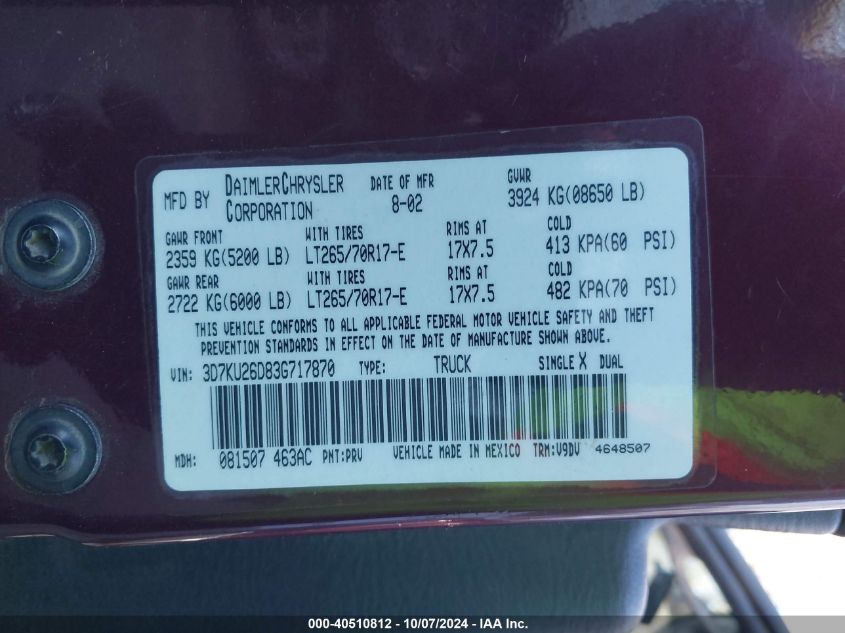 MFD BY DAIMLERCHRYSLER CORPORATION DATE OF MFR 8-02 GVWR 3924 KG(08650 LB)
GAWR FRONT WITH TIRES RIMS AT COLD
2359 KG(5200 LB) LT265/70R17-E 17X7.5 413 KPA(60 PSI)
GAWR REAR WITH TIRES RIMS AT COLD
2722 KG(6000 LB) LT265/70R17-E 17X7.5 482 KPA(70 PSI)
THIS VEHICLE CONFORMS TO ALL APPLICABLE FEDERAL MOTOR VEHICLE SAFETY AND THEFT
PREVENTION STANDARDS IN EFFECT ON THE DATE OF MANUFACTURE SHOWN ABOVE.
VIN: 3D7KU26D83G717870 TYPE: TRUCK SINGLE X DUAL
MDH: 081507 463AC PNT:PRV VEHICLE MADE IN MEXICO TRM:V9DV 4648507
000-40510812 - 10/07/2024 - IAA Inc.